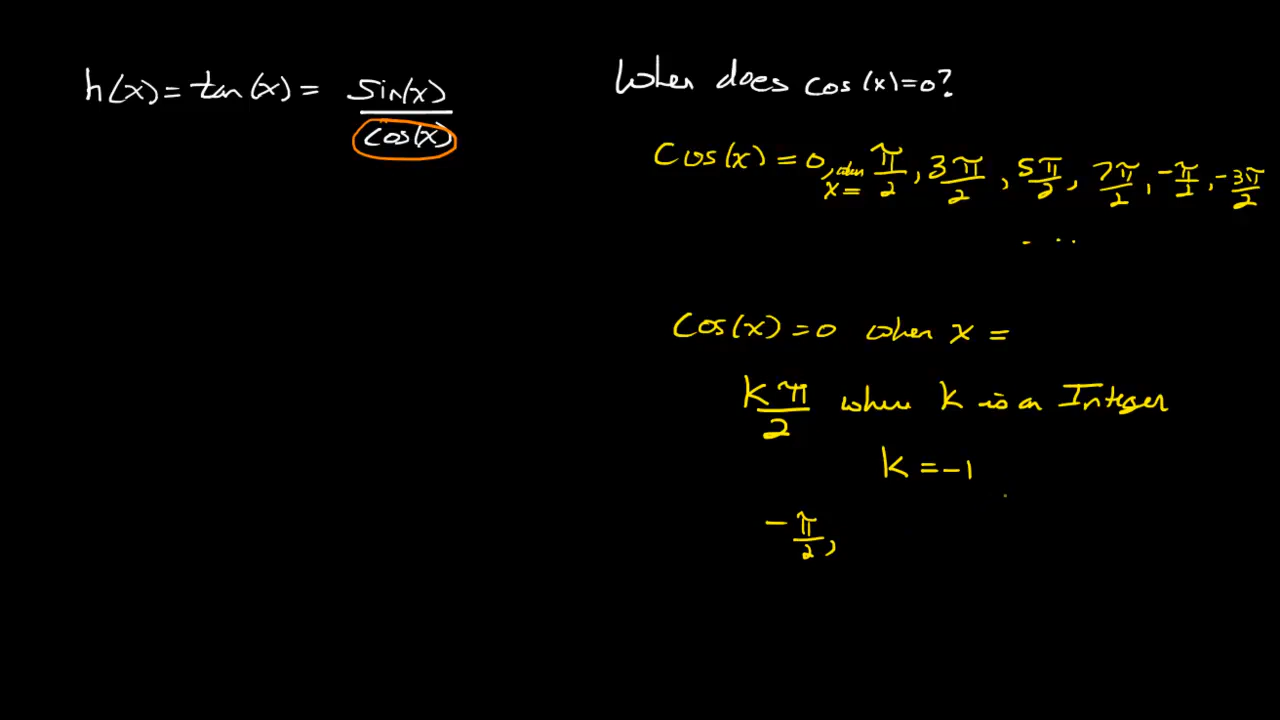 h(x) = tan(x) = sin(x)/cos(x)
When does cos(x)=0?
Cos(x) = 0, when x = π/2, 3π/2, 5π/2, 7π/2, -π/2, -3π/2
....
Cos(x) = 0 when x =
kπ/2 where k is an Integer
K = -1
-π/2,